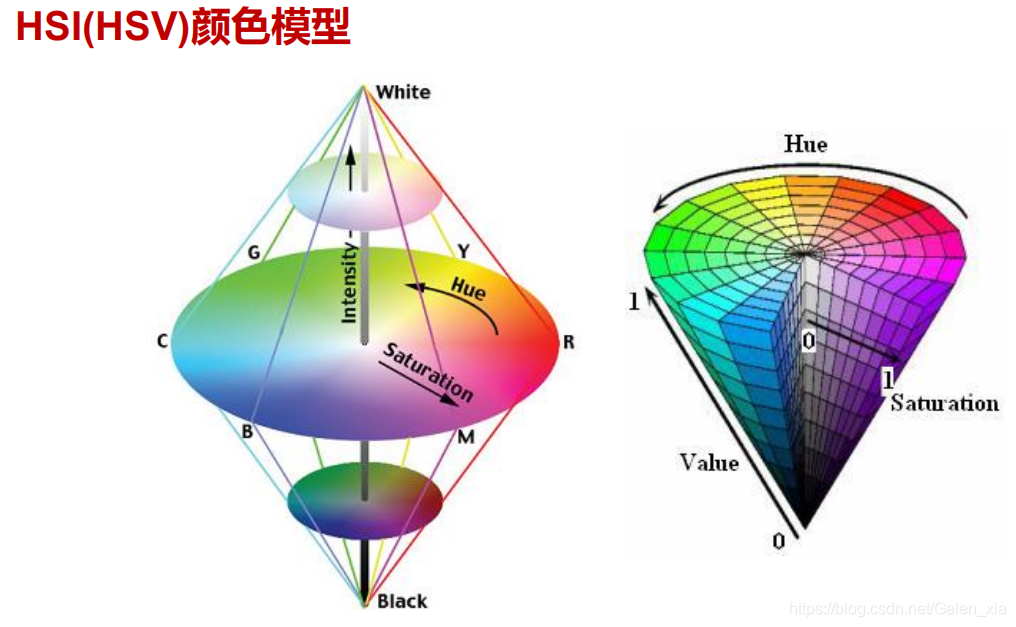 HSI(HSV)颜色模型
White
G
Y
Intensity
Hue
C
R
Saturation
B
M
Black
Hue
1
0
1
Saturation
Value
0
https://blog.csdn.net/Galen_xia